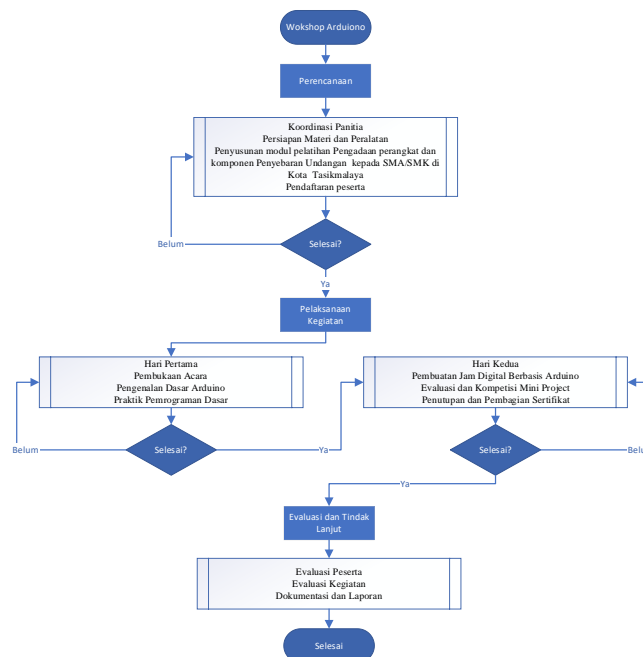 Wokshop Arduiono
Perencanaan
Koordinasi Panitia
Persiapan Materi dan Peralatan
Penyusunan modul pelatihan Pengadaan perangkat dan
komponen Penyebaran Undangan kepada SMA/SMK di
Kota Tasikmalaya
Pendaftaran peserta
Belum
Selesai?
Ya
Pelaksanaan
Kegiatan
Hari Pertama
Pembukaan Acara
Pengenalan Dasar Arduino
Praktik Pemrograman Dasar
Hari Kedua
Pembuatan Jam Digital Berbasis Arduino
Evaluasi dan Kompetisi Mini Project
Penutupan dan Pembagian Sertifikat
Belum
Selesai?
Ya
Selesai?
Belu
Ya
Evaluasi dan Tindak
Lanjut
Evaluasi Peserta
Evaluasi Kegiatan
Dokumentasi dan Laporan
Selesai